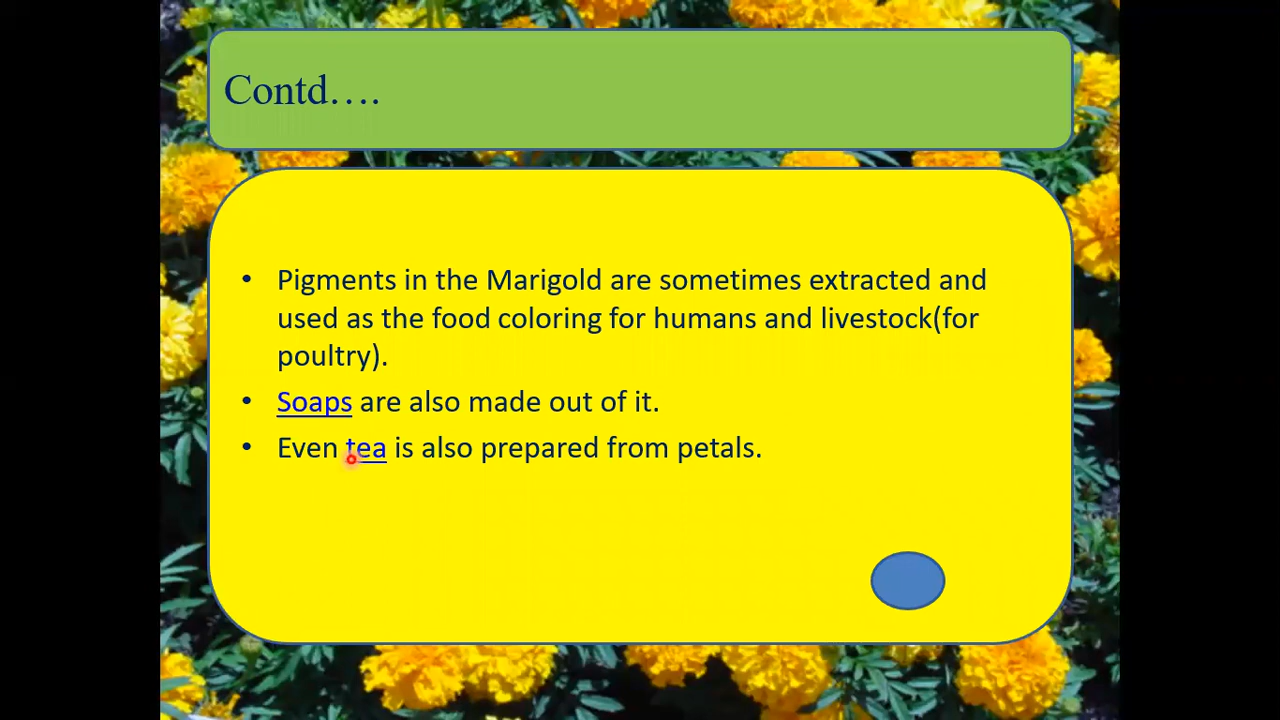 Contd....
• Pigments in the Marigold are sometimes extracted and
used as the food coloring for humans and livestock(for
poultry).
• Soaps are also made out of it.
• Even tea is also prepared from petals.